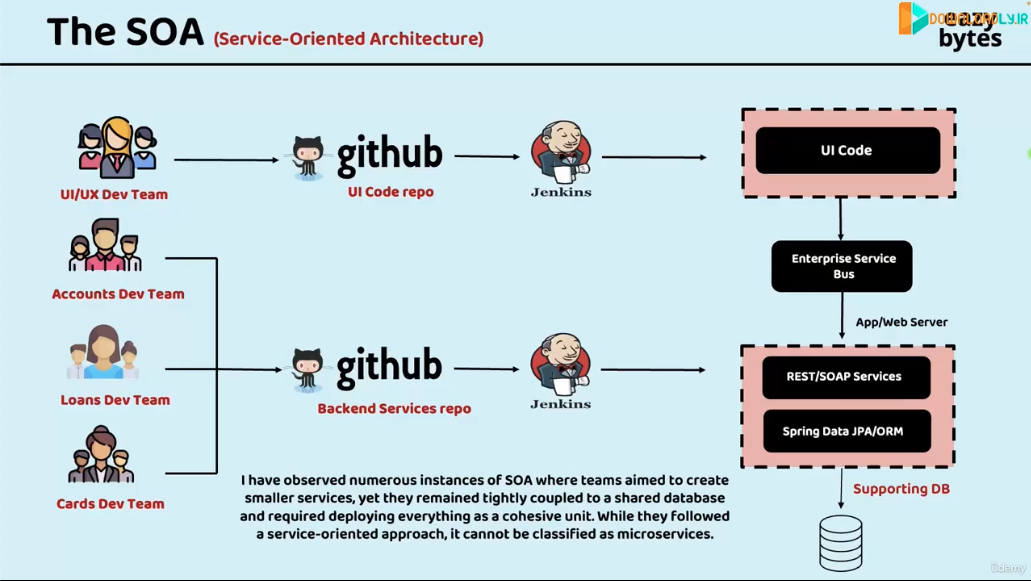 The SOA (Service-Oriented Architecture)
DOWNLOADLY.IR
eazy
bytes
UI/UX Dev Team
github
UI Code repo
Jenkins
UI Code
Accounts Dev Team
Enterprise Service
Bus
App/Web Server
Loans Dev Team
github
Backend Services repo
Jenkins
REST/SOAP Services
Spring Data JPA/ORM
Cards Dev Team
I have observed numerous instances of SOA where teams aimed to create
smaller services, yet they remained tightly coupled to a shared database
and required deploying everything as a cohesive unit. While they followed
a service-oriented approach, it cannot be classified as microservices.
Supporting DB
ûdemy